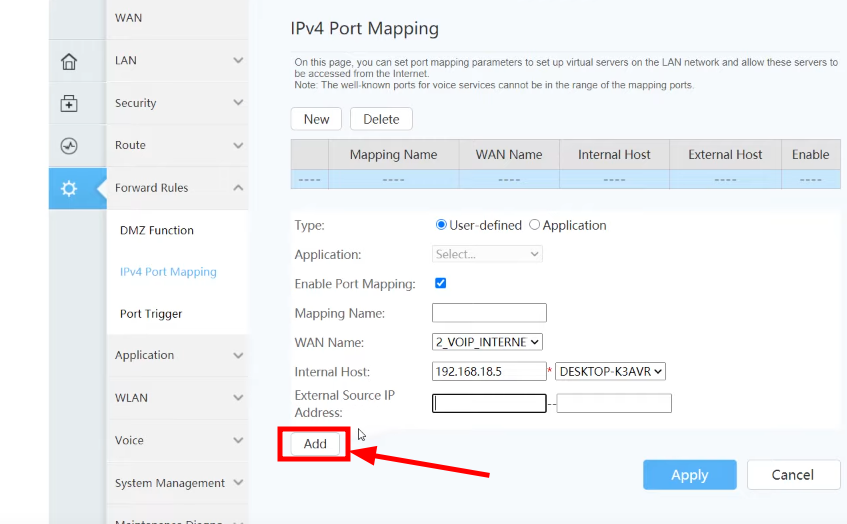 WAN
LAN
Security
Route
Forward Rules
DMZ Function
IPv4 Port Mapping
Port Trigger
Application
WLAN
Voice
System Management
IPv4 Port Mapping
On this page, you can set port mapping parameters to set up virtual servers on the LAN network and allow these servers to
be accessed from the Internet.
Note: The well-known ports for voice services cannot be in the range of the mapping ports.
New Delete
Mapping Name WAN Name Internal Host External Host Enable
---- ---- ---- ---- ---- ----
Type: User-defined Application
Application: Select...
Enable Port Mapping:
Mapping Name:
WAN Name: 2_VOIP_INTERNE
Internal Host: 192.168.18.5 * DESKTOP-K3AVR
External Source IP
Address: --
Add
Apply Cancel